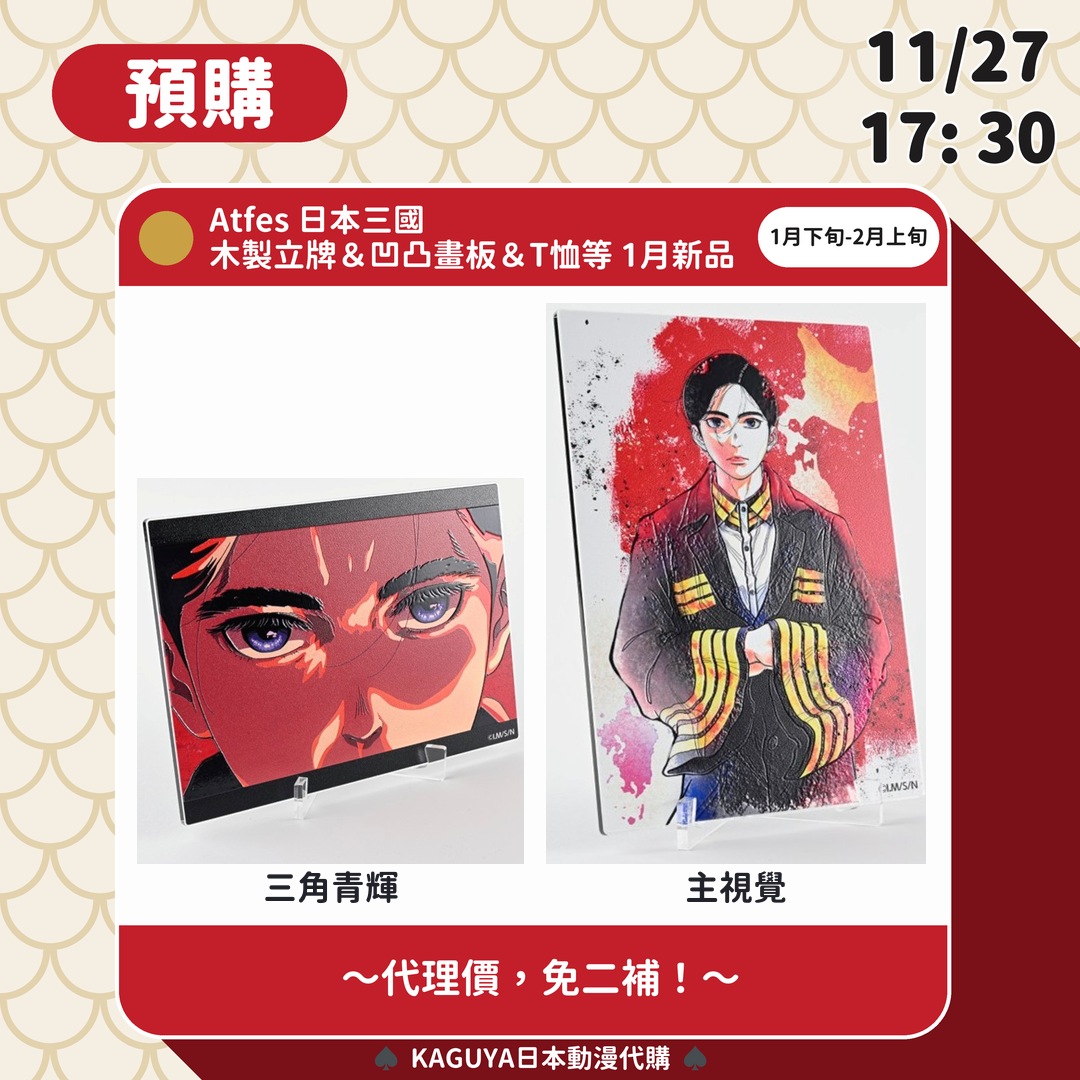 預購
11/27
17: 30
Atfes 日本三國
木製立牌＆凹凸畫板＆T恤等 1月新品
1月下旬-2月上旬
©I,M/S/N
©I,M/S/N
三角青輝
主視覺
～代理價，免二補！～
♠ KAGUYA日本動漫代購 ♠